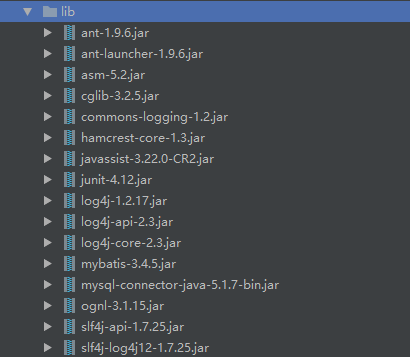 lib
ant-1.9.6.jar
ant-launcher-1.9.6.jar
asm-5.2.jar
cglib-3.2.5.jar
commons-logging-1.2.jar
hamcrest-core-1.3.jar
javassist-3.22.0-CR2.jar
junit-4.12.jar
log4j-1.2.17.jar
log4j-api-2.3.jar
log4j-core-2.3.jar
mybatis-3.4.5.jar
mysql-connector-java-5.1.7-bin.jar
ognl-3.1.15.jar
slf4j-api-1.7.25.jar
slf4j-log4j12-1.7.25.jar